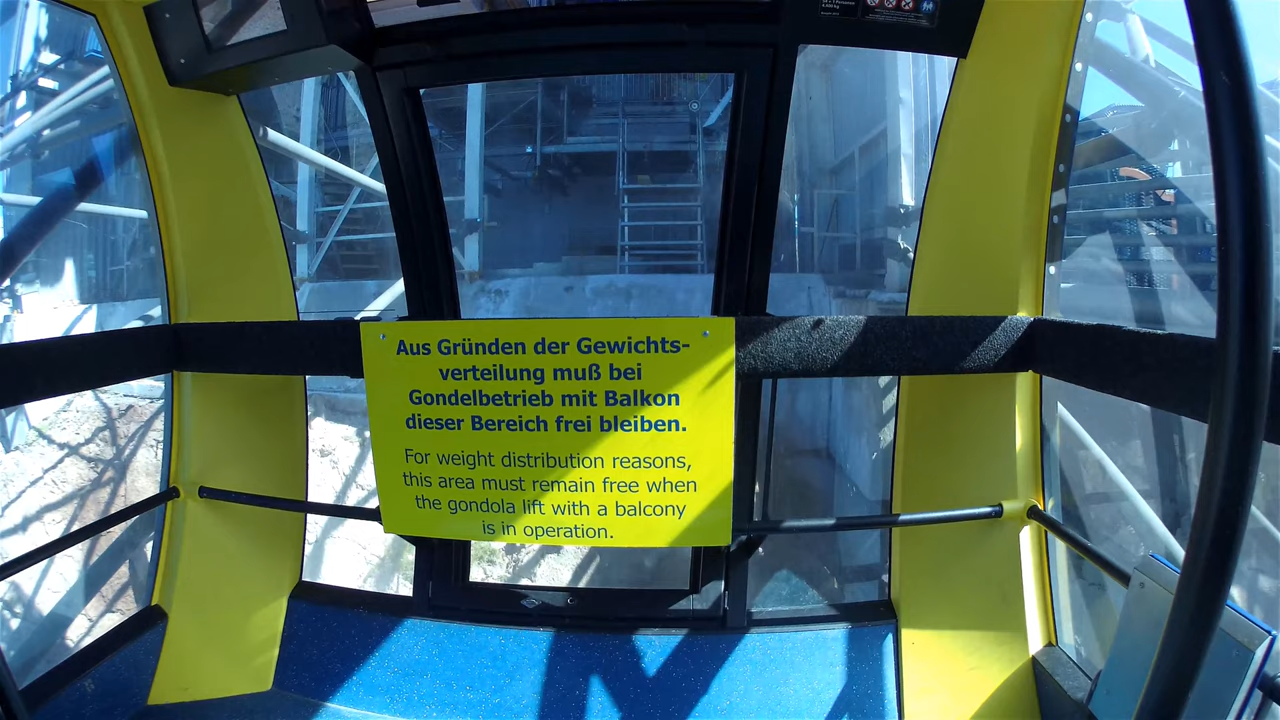 Aus Gründen der Gewichts-
verteilung muß bei
Gondelbetrieb mit Balkon
dieser Bereich frei bleiben.
For weight distribution reasons,
this area must remain free when
the gondola lift with a balcony
is in operation.